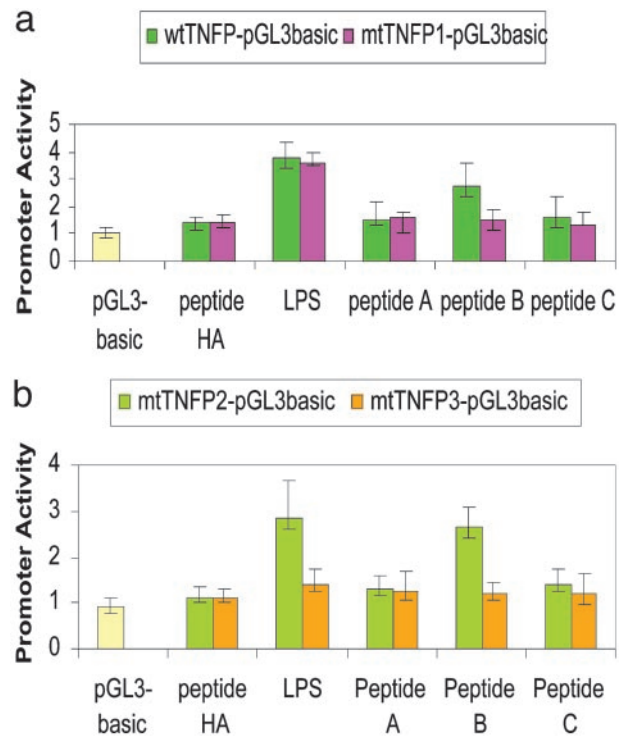 a
wtTNFP-pGL3basic mtTNFP1-pGL3basic
Promoter Activity
5
4
3
2
1
0
pGL3-basic peptide HA LPS peptide A peptide B peptide C
b
mtTNFP2-pGL3basic mtTNFP3-pGL3basic
Promoter Activity
4
3
2
1
0
pGL3-basic peptide HA LPS Peptide A Peptide B Peptide C